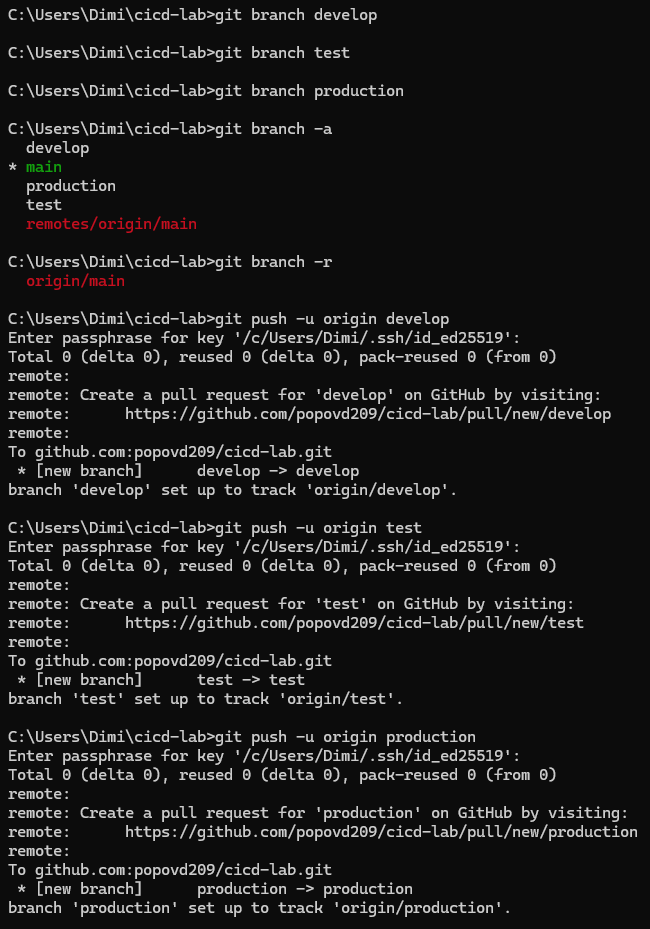 C:\Users\Dimi\cicd-lab>git branch develop
C:\Users\Dimi\cicd-lab>git branch test
C:\Users\Dimi\cicd-lab>git branch production
C:\Users\Dimi\cicd-lab>git branch -a
  develop
* main
  production
  test
  remotes/origin/main
C:\Users\Dimi\cicd-lab>git branch -r
  origin/main
C:\Users\Dimi\cicd-lab>git push -u origin develop
Enter passphrase for key '/c/Users/Dimi/.ssh/id_ed25519':
Total 0 (delta 0), reused 0 (delta 0), pack-reused 0 (from 0)
remote:
remote: Create a pull request for 'develop' on GitHub by visiting:
remote:      https://github.com/popovd209/cicd-lab/pull/new/develop
remote:
To github.com:popovd209/cicd-lab.git
 * [new branch]      develop -> develop
branch 'develop' set up to track 'origin/develop'.
C:\Users\Dimi\cicd-lab>git push -u origin test
Enter passphrase for key '/c/Users/Dimi/.ssh/id_ed25519':
Total 0 (delta 0), reused 0 (delta 0), pack-reused 0 (from 0)
remote:
remote: Create a pull request for 'test' on GitHub by visiting:
remote:      https://github.com/popovd209/cicd-lab/pull/new/test
remote:
To github.com:popovd209/cicd-lab.git
 * [new branch]      test -> test
branch 'test' set up to track 'origin/test'.
C:\Users\Dimi\cicd-lab>git push -u origin production
Enter passphrase for key '/c/Users/Dimi/.ssh/id_ed25519':
Total 0 (delta 0), reused 0 (delta 0), pack-reused 0 (from 0)
remote:
remote: Create a pull request for 'production' on GitHub by visiting:
remote:      https://github.com/popovd209/cicd-lab/pull/new/production
remote:
To github.com:popovd209/cicd-lab.git
 * [new branch]      production -> production
branch 'production' set up to track 'origin/production'.